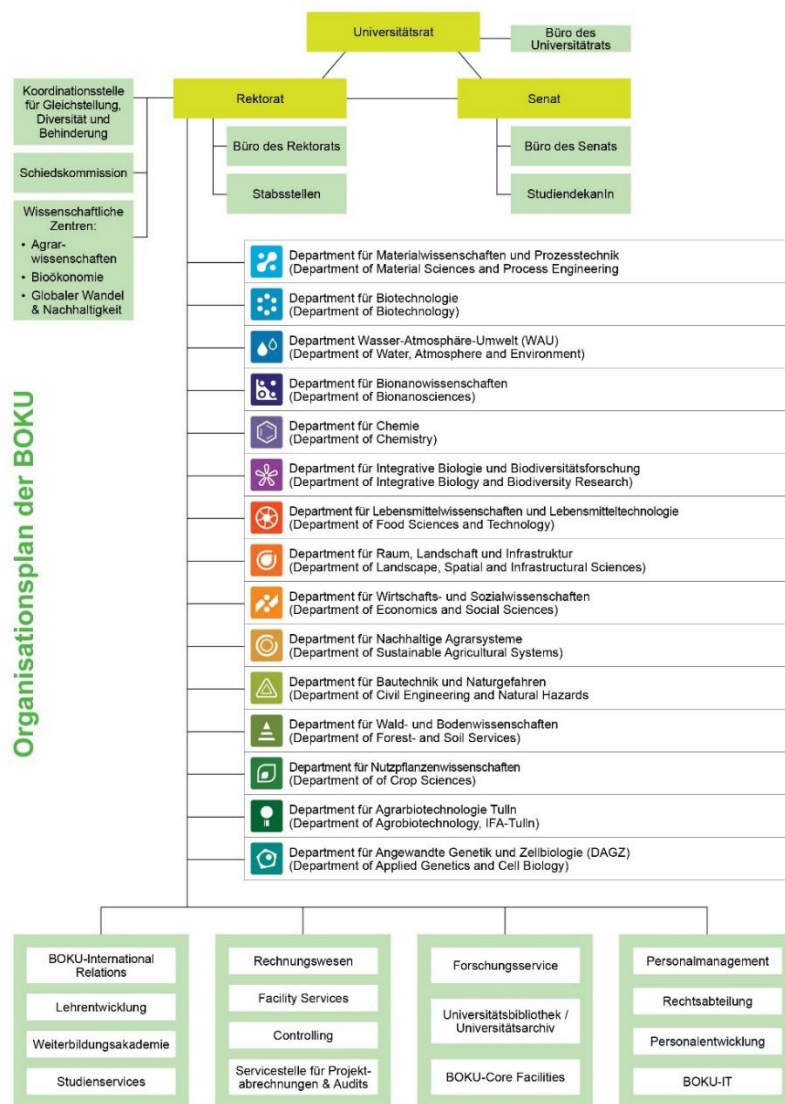 Universitätsrat
Büro des
Universitätrats
Koordinationsstelle
für Gleichstellung,
Diversität und
Behinderung
Rektorat
Senat
Büro des Rektorats
Büro des Senats
Schiedskommission
Stabsstellen
StudiendekanIn
Wissenschaftliche
Zentren:
• Agrar-
wissenschaften
• Bioökonomie
• Globaler Wandel
& Nachhaltigkeit
Organisationsplan der BOKU
Department für Materialwissenschaften und Prozesstechnik
(Department of Material Sciences and Process Engineering
Department für Biotechnologie
(Department of Biotechnology)
Department Wasser-Atmosphäre-Umwelt (WAU)
(Department of Water, Atmosphere and Environment)
Department für Bionanowissenschaften
(Department of Bionanosciences)
Department für Chemie
(Department of Chemistry)
Department für Integrative Biologie und Biodiversitätsforschung
(Department of Integrative Biology and Biodiversity Research)
Department für Lebensmittelwissenschaften und Lebensmitteltechnologie
(Department of Food Sciences and Technology)
Department für Raum, Landschaft und Infrastruktur
(Department of Landscape, Spatial and Infrastructural Sciences)
Department für Wirtschafts- und Sozialwissenschaften
(Department of Economics and Social Sciences)
Department für Nachhaltige Agrarsysteme
(Department of Sustainable Agricultural Systems)
Department für Bautechnik und Naturgefahren
(Department of Civil Engineering and Natural Hazards
Department für Wald- und Bodenwissenschaften
(Department of Forest- and Soil Services)
Department für Nutzpflanzenwissenschaften
(Department of of Crop Sciences)
Department für Agrarbiotechnologie Tulln
(Department of Agrobiotechnology, IFA-Tulln)
Department für Angewandte Genetik und Zellbiologie (DAGZ)
(Department of Applied Genetics and Cell Biology)
BOKU-International
Relations
Lehrentwicklung
Weiterbildungsakademie
Studienservices
Rechnungswesen
Facility Services
Controlling
Servicestelle für Projekt-
abrechnungen & Audits
Forschungsservice
Universitätsbibliothek /
Universitätsarchiv
BOKU-Core Facilities
Personalmanagement
Rechtsabteilung
Personalentwicklung
BOKU-IT